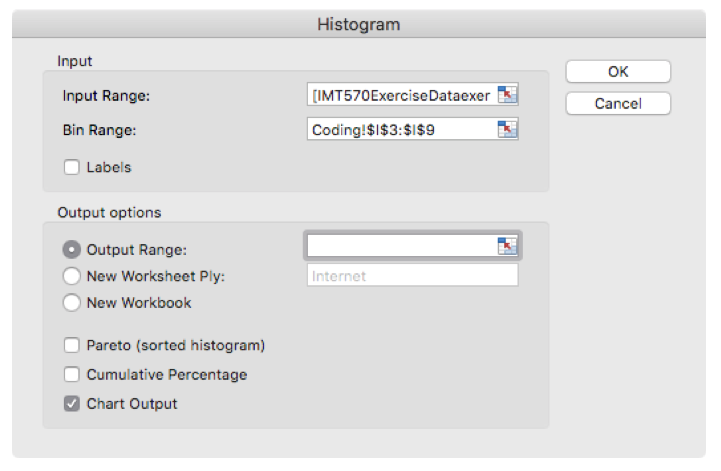 Histogram
Input
OK
Input Range:
[IMT570ExerciseDataexer
Cancel
Bin Range:
Coding!$I$3:$I$9
Labels
Output options
Output Range:
New Worksheet Ply:
Internet
New Workbook
Pareto (sorted histogram)
Cumulative Percentage
Chart Output